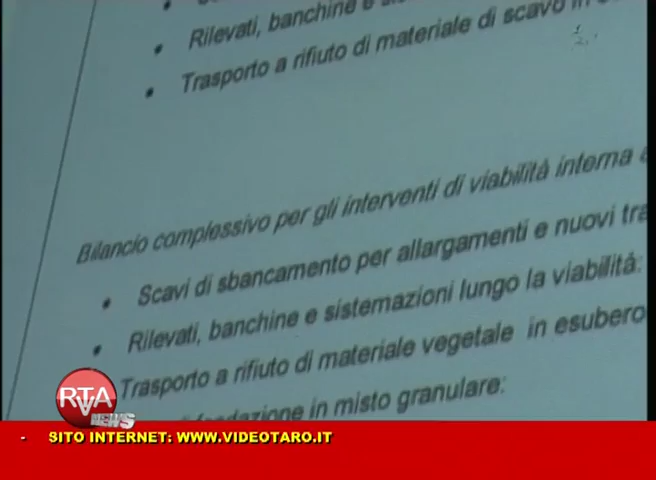 Rilevati, banchine e
Trasporto a rifiuto di materiale di scavo in
Bilancio complessivo per gli interventi di viabilità interna
Scavi di sbancamento per allargamenti e nuovi
Rilevati, banchine e sistemazioni lungo la viabilità:
Trasporto a rifiuto di materiale vegetale in esubero
fondazione in misto granulare:
RTA
NEWS
- SITO INTERNET: WWW.VIDEOTARO.IT